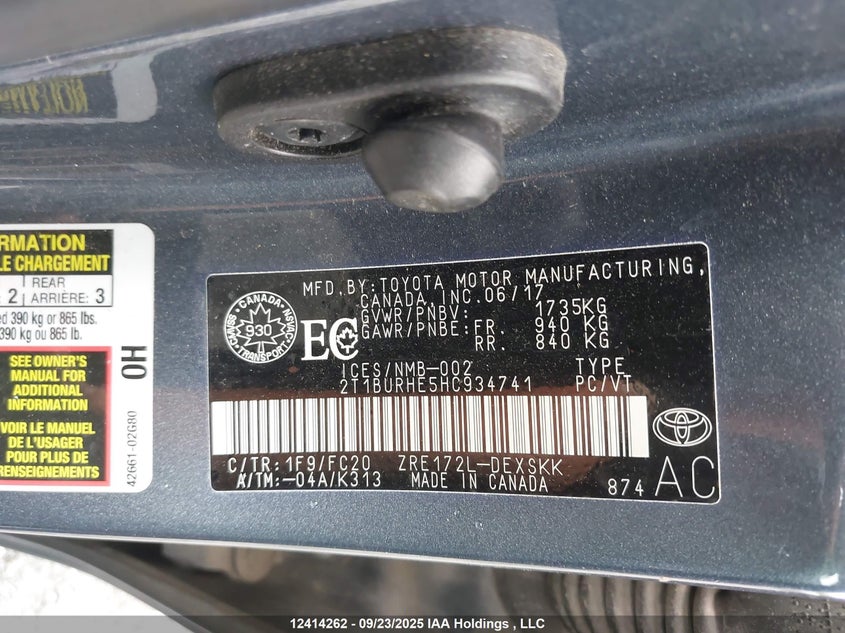 RMATION
LE CHARGEMENT
2 REAR
ARRIÈRE: 3
ed 390 kg or 865 lbs.
390 kg ou 865 lb.
SEE OWNER'S
MANUAL FOR
ADDITIONAL
INFORMATION
VOIR LE MANUEL
DE L'USAGER
POUR PLUS DE
RENSEIGNEMENTS
0H
42661-02G80
MFD.BY:TOYOTA MOTOR MANUFACTURING,
CANADA, INC.06/17
GVWR/PNBV: 1735KG
GAWR/PNBE: FR. 940 KG
RR. 840 KG
CANADA
930
TRANSPORT
EC
ICES/NMB-002 TYPE
2T1BURHE5HC934741 PC/VT
C/TR: 1F9/FC20 ZRE172L-DEXSKK
A/TM:-04A/K313 MADE IN CANADA
874 AC
12414262 - 09/23/2025 IAA Holdings , LLC